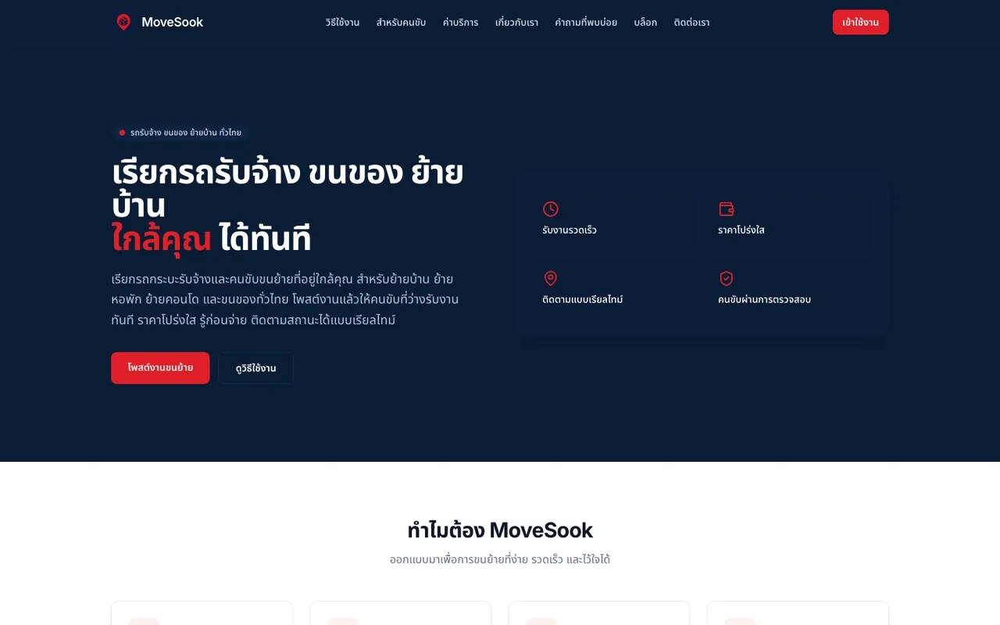 MoveSook
วิธีใช้งาน
สำหรับคนขับ
ค่าบริการ
เกี่ยวกับเรา
คำถามที่พบบ่อย
บล็อก
ติดต่อเรา
เข้าใช้งาน
รถรับจ้าง ขนของ ย้ายบ้าน ทั่วไทย
เรียกรถรับจ้าง ขนของ ย้าย
บ้าน
ใกล้คุณ ได้ทันที
เรียกรถกระบะรับจ้างและคนขับขนย้ายที่อยู่ใกล้คุณ สำหรับย้ายบ้าน ย้าย
หอพัก ย้ายคอนโด และขนของทั่วไทย โพสต์งานแล้วให้คนขับที่ว่างรับงาน
ทันที ราคาโปร่งใส รู้ก่อนจ่าย ติดตามสถานะได้แบบเรียลไทม์
โพสต์งานขนย้าย
ดูวิธีใช้งาน
รับงานรวดเร็ว
ราคาโปร่งใส
ติดตามแบบเรียลไทม์
คนขับผ่านการตรวจสอบ
ทำไมต้อง MoveSook
ออกแบบมาเพื่อการขนย้ายที่ง่าย รวดเร็ว และไว้ใจได้